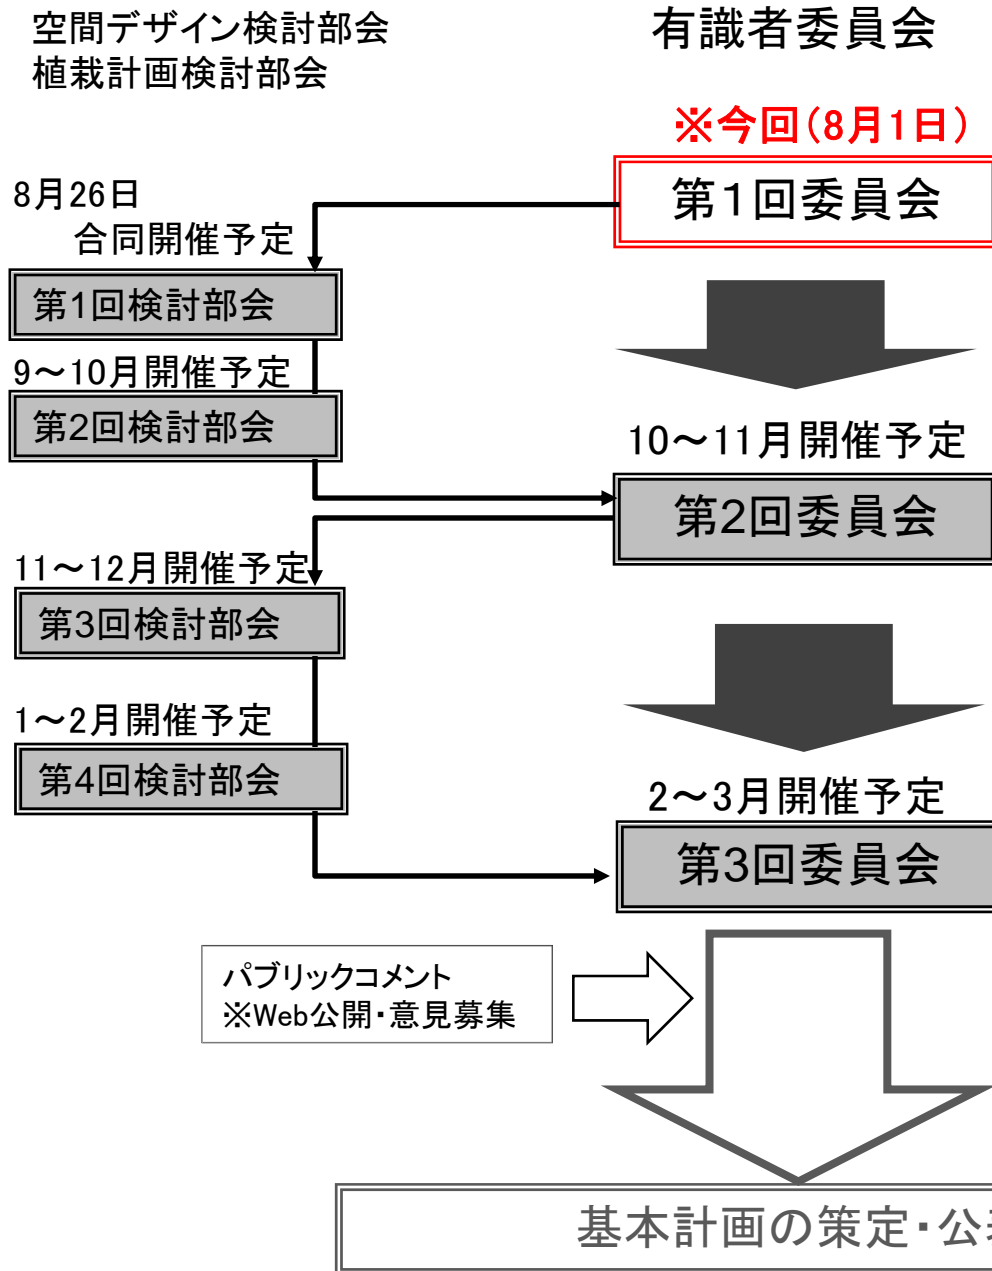 空間デザイン検討部会
植栽計画検討部会
有識者委員会
※今回(8月1日)
第1回委員会
8月26日
合同開催予定
第1回検討部会
9～10月開催予定
第2回検討部会
10～11月開催予定
第2回委員会
11～12月開催予定
第3回検討部会
1～2月開催予定
第4回検討部会
2～3月開催予定
第3回委員会
パブリックコメント
※Web公開・意見募集
基本計画の策定・公